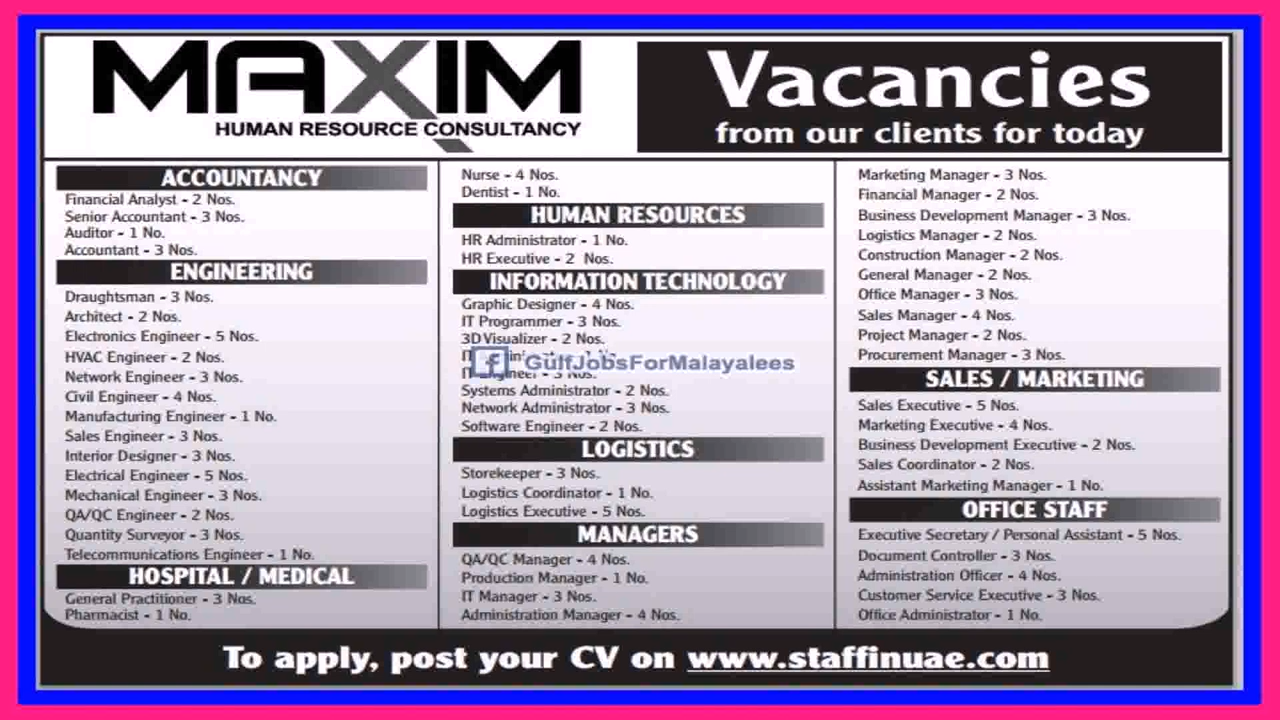 MAXIM
HUMAN RESOURCE CONSULTANCY
Vacancies
from our clients for today
ACCOUNTANCY
Financial Analyst - 2 Nos.
Senior Accountant - 3 Nos.
Auditor - 1 No.
Accountant - 3 Nos.
ENGINEERING
Draughtsman - 3 Nos.
Architect - 2 Nos.
Electronics Engineer - 5 Nos.
HVAC Engineer - 2 Nos.
Network Engineer - 3 Nos.
Civil Engineer - 4 Nos.
Manufacturing Engineer - 1 No.
Sales Engineer - 3 Nos.
Interior Designer - 3 Nos.
Electrical Engineer - 5 Nos.
Mechanical Engineer - 3 Nos.
QA/QC Engineer - 2 Nos.
Quantity Surveyor - 3 Nos.
Telecommunications Engineer - 1 No.
HOSPITAL / MEDICAL
General Practitioner - 3 Nos.
Pharmacist - 1 No.
Nurse - 4 Nos.
Dentist - 1 No.
HUMAN RESOURCES
HR Administrator - 1 No.
HR Executive - 2 Nos.
INFORMATION TECHNOLOGY
Graphic Designer - 4 Nos.
IT Programmer - 3 Nos.
3D Visualizer - 2 Nos.
IT
f GulfJobsForMalayalees
IT Engineer - 3 Nos.
Systems Administrator - 2 Nos.
Network Administrator - 3 Nos.
Software Engineer - 2 Nos.
LOGISTICS
Storekeeper - 3 Nos.
Logistics Coordinator - 1 No.
Logistics Executive - 5 Nos.
MANAGERS
QA/QC Manager - 4 Nos.
Production Manager - 1 No.
IT Manager - 3 Nos.
Administration Manager - 4 Nos.
Marketing Manager - 3 Nos.
Financial Manager - 2 Nos.
Business Development Manager - 3 Nos.
Logistics Manager - 2 Nos.
Construction Manager - 2 Nos.
General Manager - 2 Nos.
Office Manager - 3 Nos.
Sales Manager - 4 Nos.
Project Manager - 2 Nos.
Procurement Manager - 3 Nos.
SALES / MARKETING
Sales Executive - 5 Nos.
Marketing Executive - 4 Nos.
Business Development Executive - 2 Nos.
Sales Coordinator - 2 Nos.
Assistant Marketing Manager - 1 No.
OFFICE STAFF
Executive Secretary / Personal Assistant - 5 Nos.
Document Controller - 3 Nos.
Administration Officer - 4 Nos.
Customer Service Executive - 3 Nos.
Office Administrator - 1 No.
To apply, post your CV on www.staffinuae.com